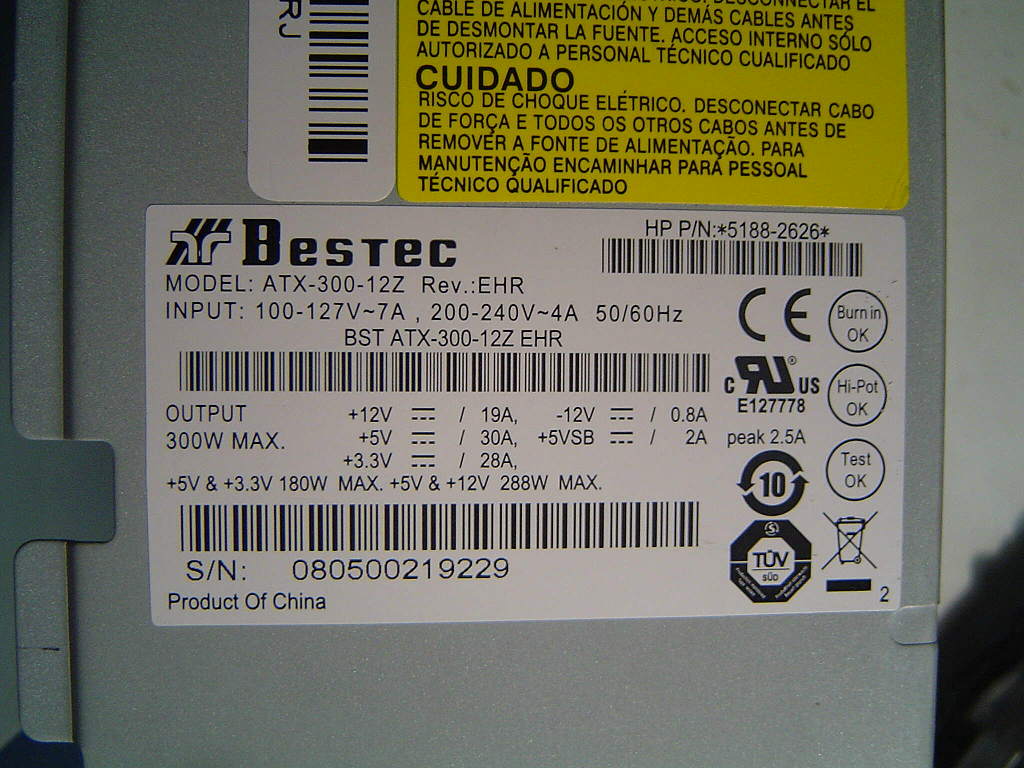 RJ
DESCONECTAR EL
CABLE DE ALIMENTACIÓN Y DEMÁS CABLES ANTES
DE DESMONTAR LA FUENTE. ACCESO INTERNO SÓLO
AUTORIZADO A PERSONAL TÉCNICO CUALIFICADO
CUIDADO
RISCO DE CHOQUE ELÉTRICO. DESCONECTAR CABO
DE FORÇA E TODOS OS OUTROS CABOS ANTES DE
REMOVER A FONTE DE ALIMENTAÇÃO. PARA
MANUTENÇÃO ENCAMINHAR PARA PESSOAL
TÉCNICO QUALIFICADO
BESTEC
HP P/N:*5188-2626*
MODEL: ATX-300-12Z Rev.:EHR
INPUT: 100-127V~7A , 200-240V~4A 50/60Hz
BST ATX-300-12Z EHR
CE
Burn in
OK
c RU US
E127778
Hi-Pot
OK
OUTPUT +12V ⎓ / 19A, -12V ⎓ / 0.8A
300W MAX. +5V ⎓ / 30A, +5VSB ⎓ / 2A peak 2.5A
+3.3V ⎓ / 28A,
+5V & +3.3V 180W MAX. +5V & +12V 288W MAX.
10
Test
OK
TÜV
SÜD
S/N: 080500219229
Product Of China
2